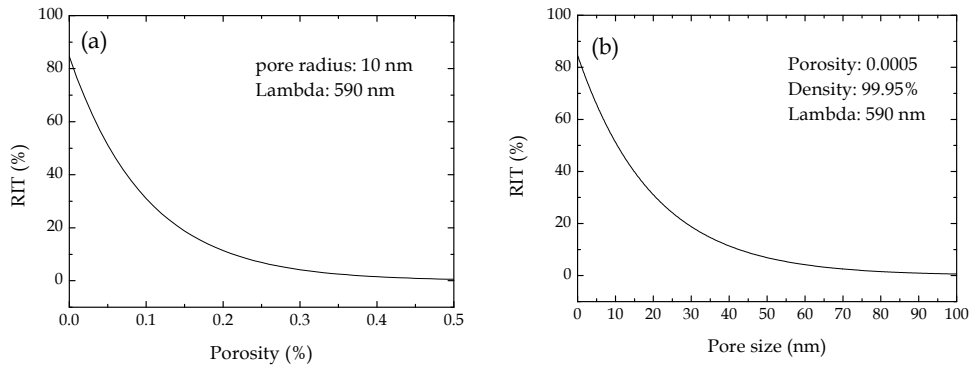 (a)
pore radius: 10 nm
Lambda: 590 nm
RIT (%)
100
80
60
40
20
0
0.0 0.1 0.2 0.3 0.4 0.5
Porosity (%)
(b)
Porosity: 0.0005
Density: 99.95%
Lambda: 590 nm
RIT (%)
100
80
60
40
20
0
0 10 20 30 40 50 60 70 80 90 100
Pore size (nm)